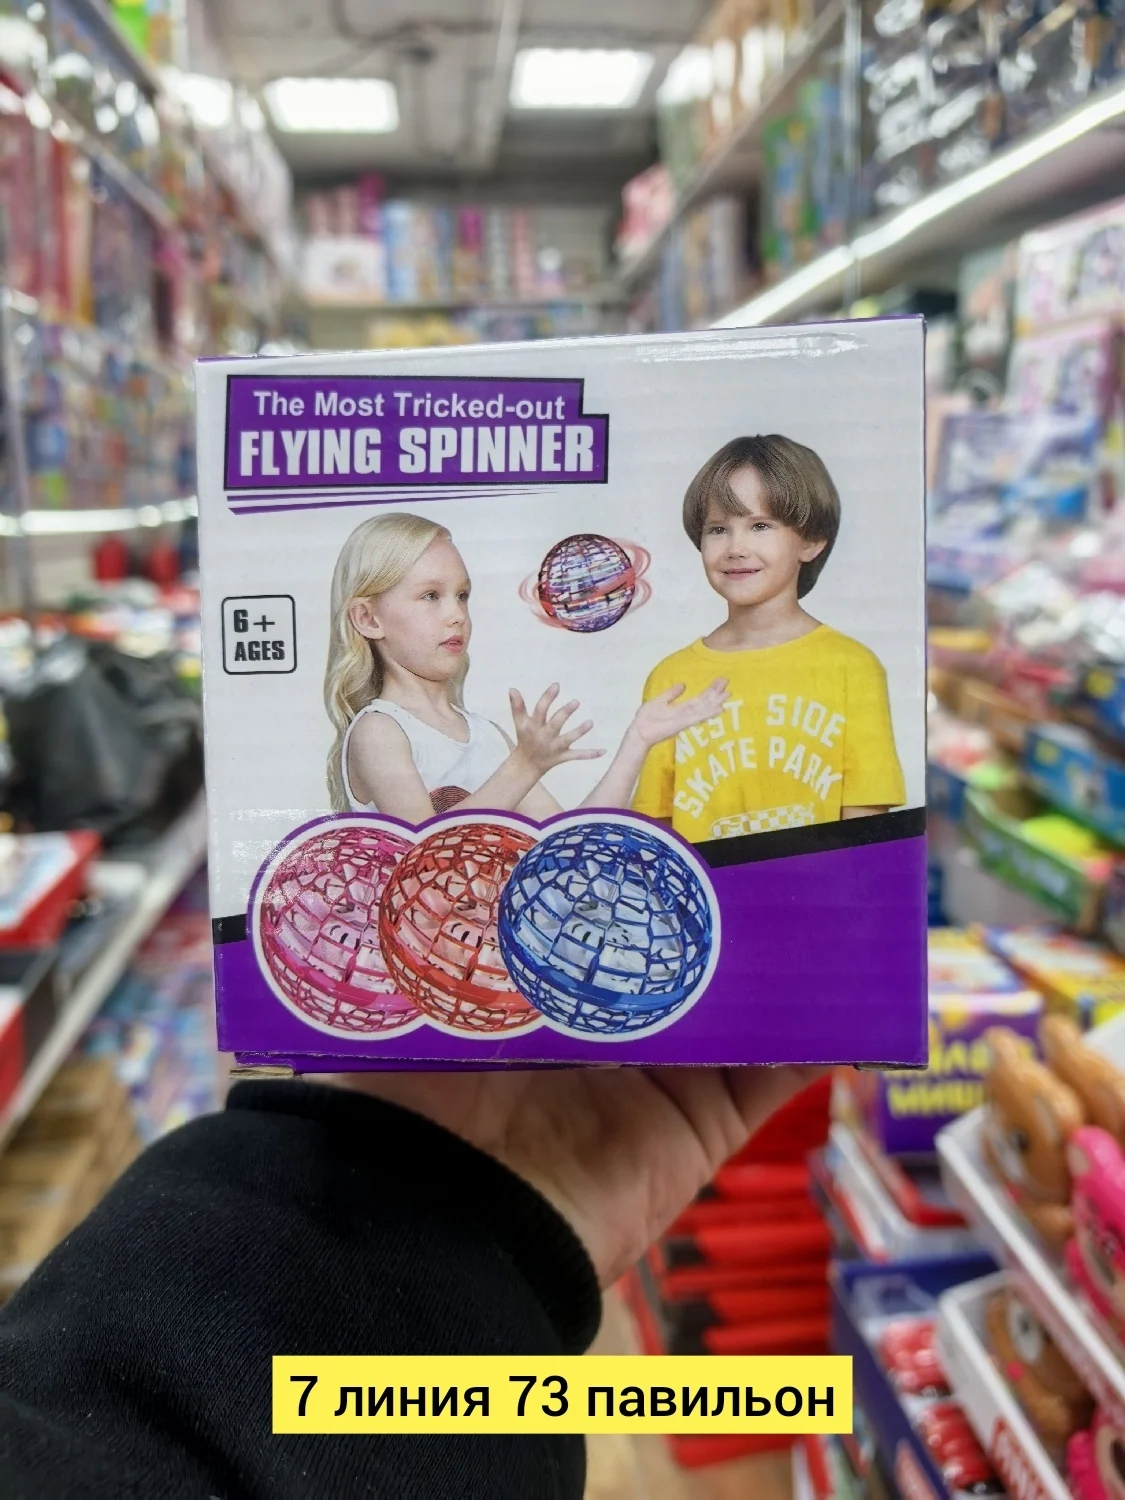 The Most Tricked-out
FLYING SPINNER
6+
AGES
WEST SIDE
SKATE PARK
7 линия 73 павильон